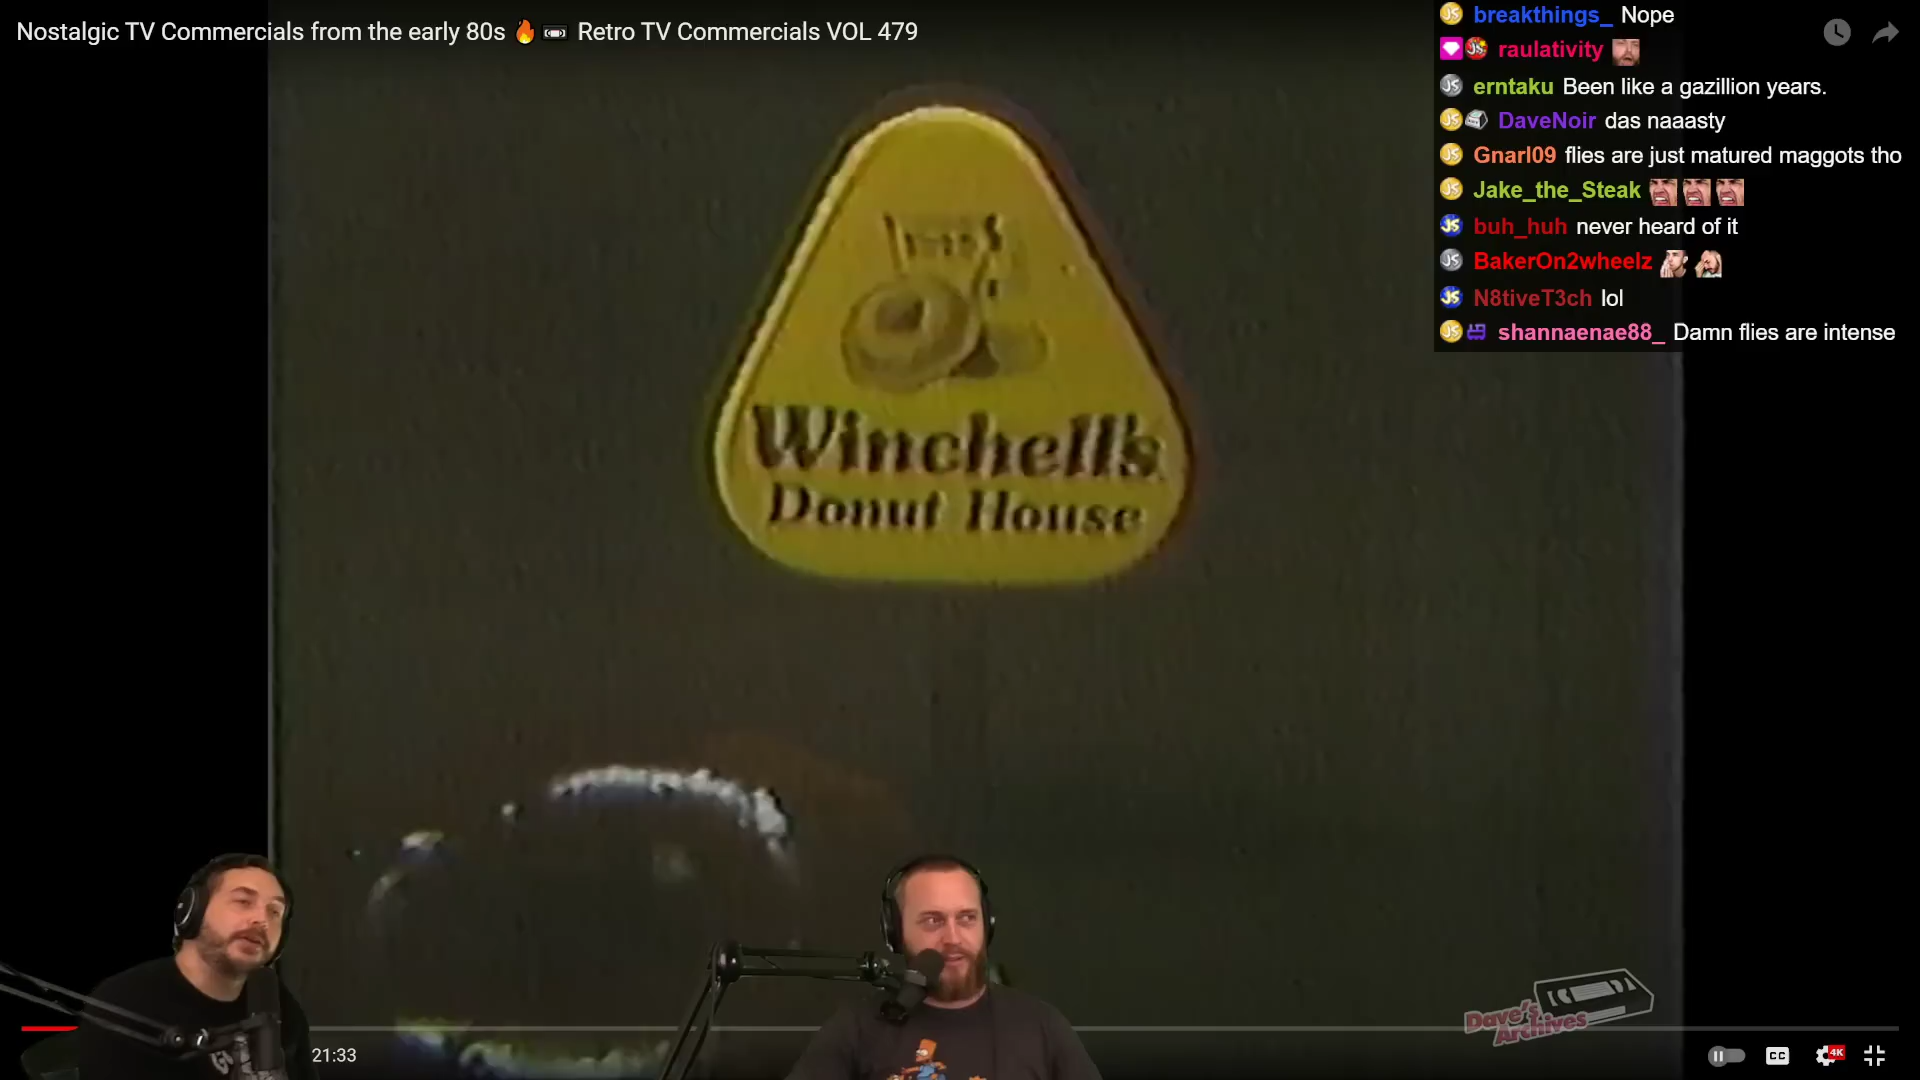 Nostalgic TV Commercials from the early 80s 🔥📼 Retro TV Commercials VOL 479
breakthings_ Nope
raulativity
erntaku Been like a gazillion years.
DaveNoir das naaasty
Gnarl09 flies are just matured maggots tho
Jake_the_Steak
buh_huh never heard of it
BakerOn2wheelz
N8tiveT3ch lol
shannaenae88_ Damn flies are intense
Winchell's
Donut House
Dave's
Archives
21:33
CC
4K